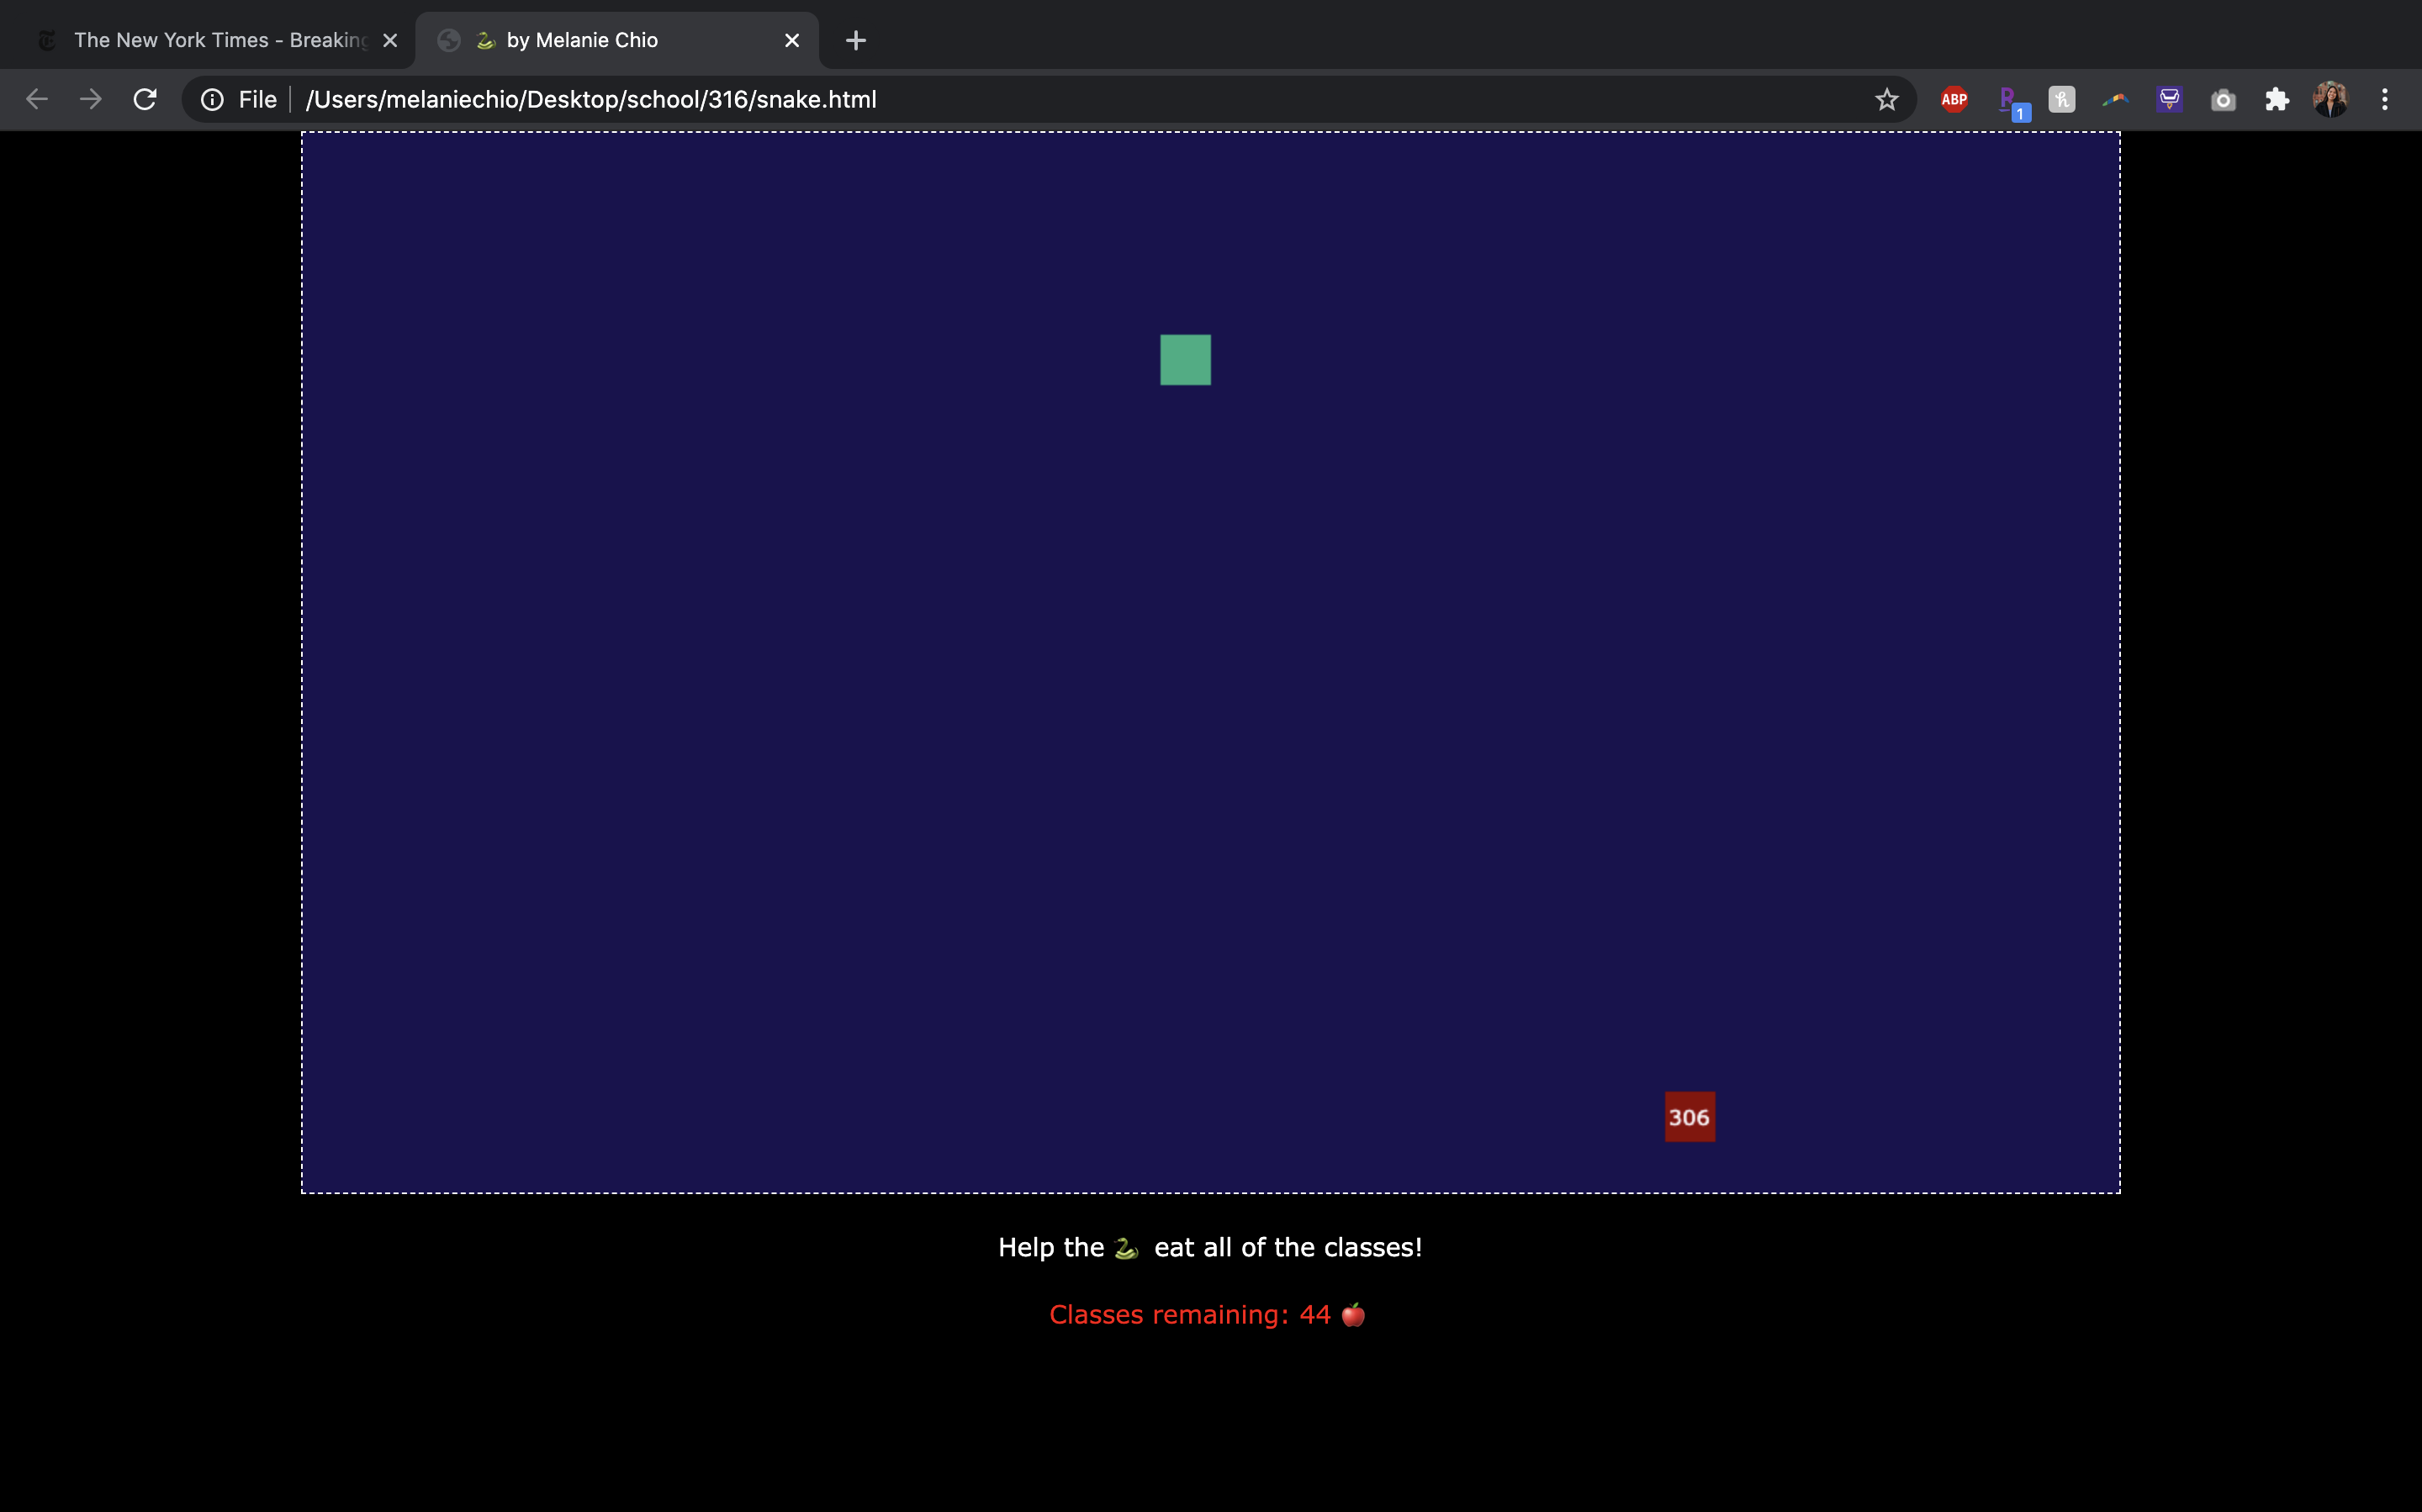 The New York Times - Breaking
🐍 by Melanie Chio
File /Users/melaniechio/Desktop/school/316/snake.html
ABP
R
1
h
306
Help the 🐍 eat all of the classes!
Classes remaining: 44 🍎